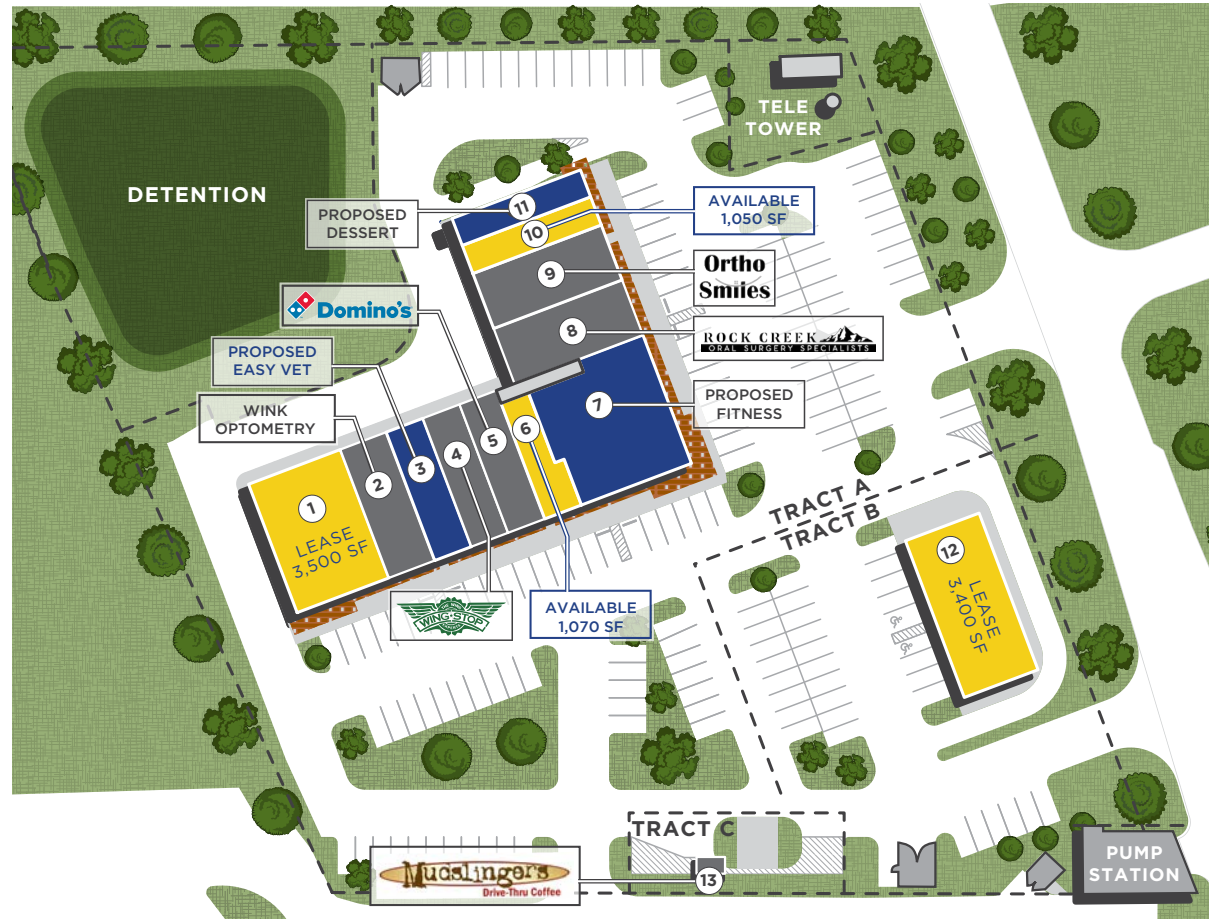 TELE
TOWER
DETENTION
PROPOSED
DESSERT
11
10
AVAILABLE
1,050 SF
9
Ortho
Smiles
Domino's
8
ROCK CREEK
ORAL SURGERY SPECIALISTS
PROPOSED
EASY VET
WINK
OPTOMETRY
7
PROPOSED
FITNESS
6
5
4
3
2
1
LEASE
3,500 SF
TRACT A
TRACT B
12
LEASE
3,400 SF
WING·STOP
AVAILABLE
1,070 SF
TRACT C
Mudslingers
Drive-Thru Coffee
13
PUMP
STATION